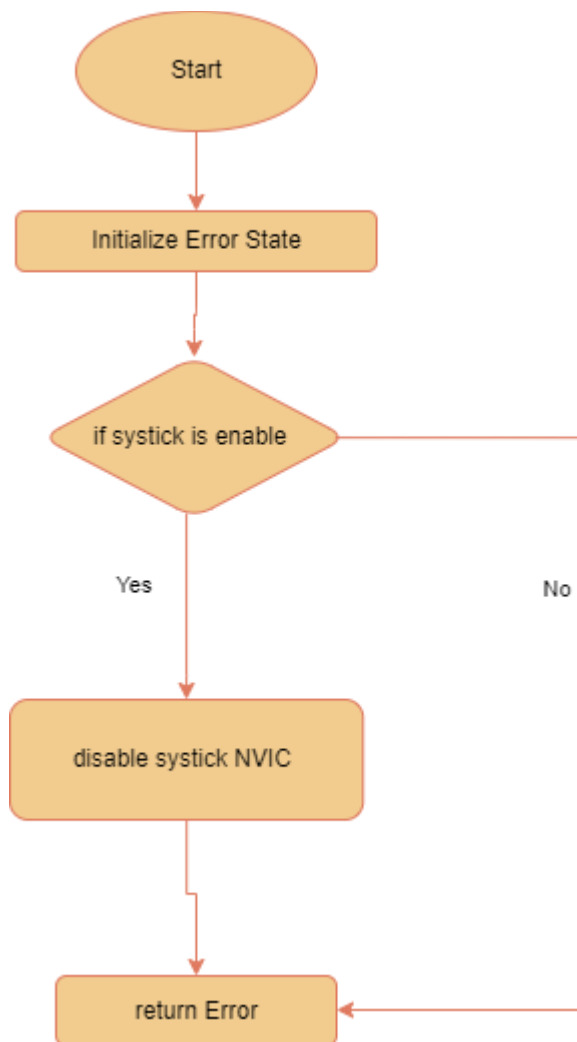 Start
Initialize Error State
if systick is enable
Yes
No
disable systick NVIC
return Error